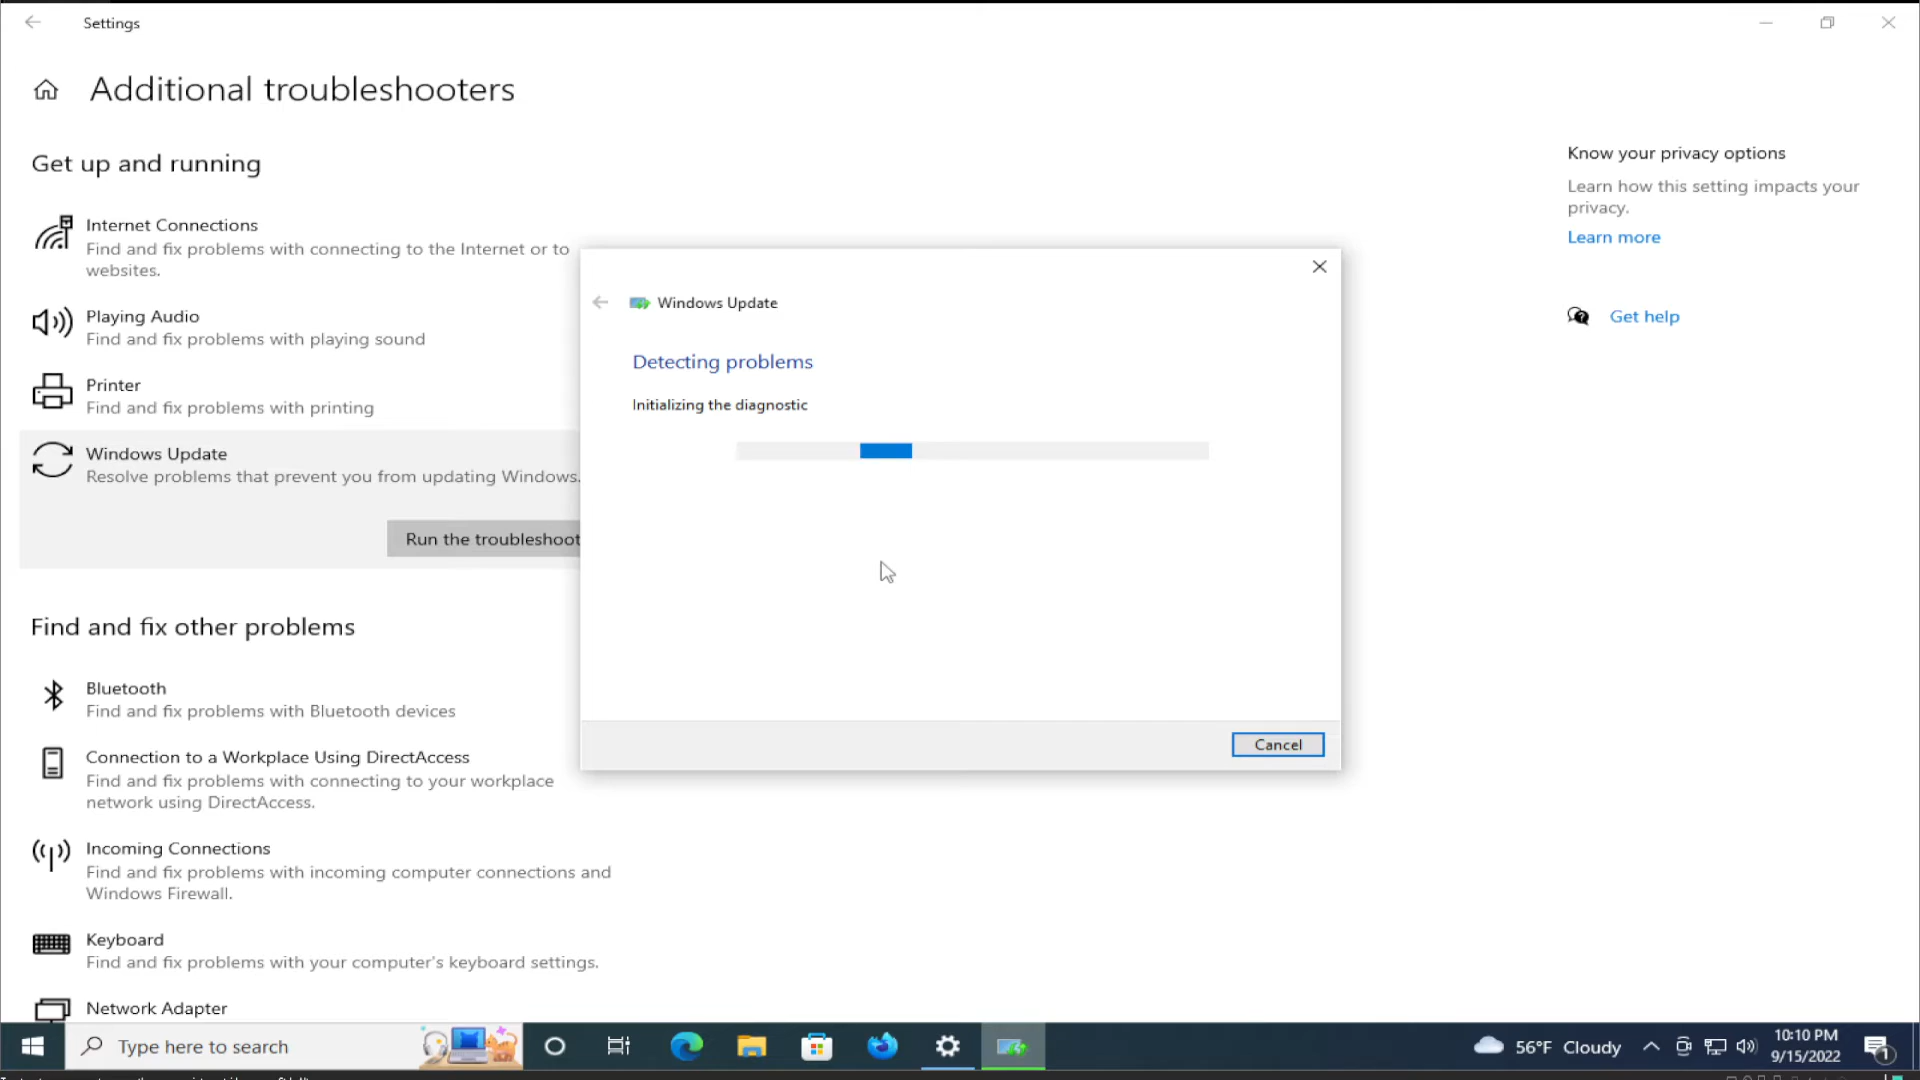 Settings
Additional troubleshooters
Get up and running
Internet Connections
Find and fix problems with connecting to the Internet or to
websites.
Playing Audio
Find and fix problems with playing sound
Printer
Find and fix problems with printing
Windows Update
Resolve problems that prevent you from updating Windows.
Run the troubleshoot
Find and fix other problems
Bluetooth
Find and fix problems with Bluetooth devices
Connection to a Workplace Using DirectAccess
Find and fix problems with connecting to your workplace
network using DirectAccess.
Incoming Connections
Find and fix problems with incoming computer connections and
Windows Firewall.
Keyboard
Find and fix problems with your computer's keyboard settings.
Network Adapter
Windows Update
Detecting problems
Initializing the diagnostic
Cancel
Know your privacy options
Learn how this setting impacts your
privacy.
Learn more
Get help
Type here to search
56°F Cloudy
10:10 PM
9/15/2022
1